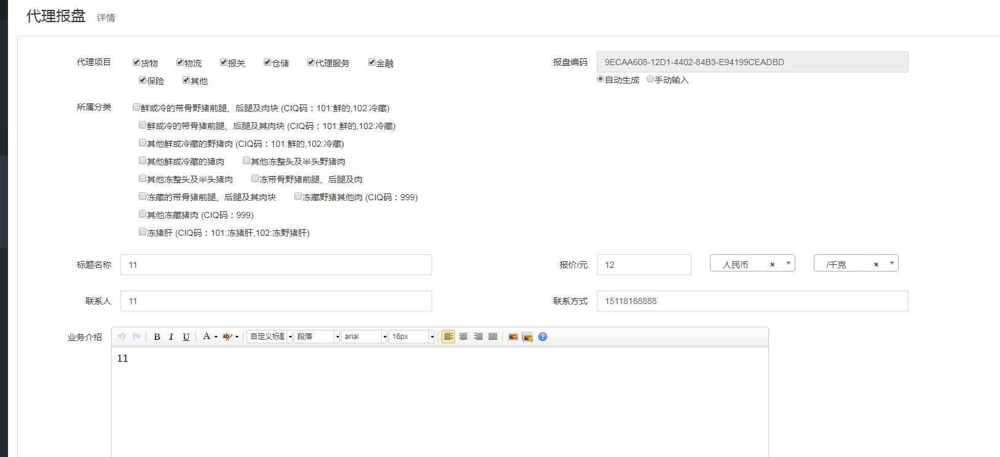 代理报盘 详情
代理项目 货物 物流 报关 仓储 代理服务 金融 报盘编码 9ECAA608-12D1-4402-84B3-E94199CEADBD
保险 其他 自动生成 手动输入
所属分类 鲜或冷的带骨野猪前腿、后腿及肉块 (CIQ码：101:鲜的,102:冷藏)
鲜或冷的带骨猪前腿、后腿及其肉块 (CIQ码：101:鲜的,102:冷藏)
其他鲜或冷藏的野猪肉 (CIQ码：101:鲜的,102:冷藏)
其他鲜或冷藏的猪肉 其他冻整头及半头野猪肉
其他冻整头及半头猪肉 冻带骨野猪前腿、后腿及肉
冻藏的带骨猪前腿、后腿及其肉块 冻藏野猪其他肉 (CIQ码：999)
其他冻藏猪肉 (CIQ码：999)
冻猪肝 (CIQ码：101:冻猪肝,102:冻野猪肝)
标题名称 11 报价/元 12 人民币 × /千克 ×
联系人 11 联系方式 15118188888
业务介绍 B I U A ab 自定义标题 段落 arial 16px ?
11